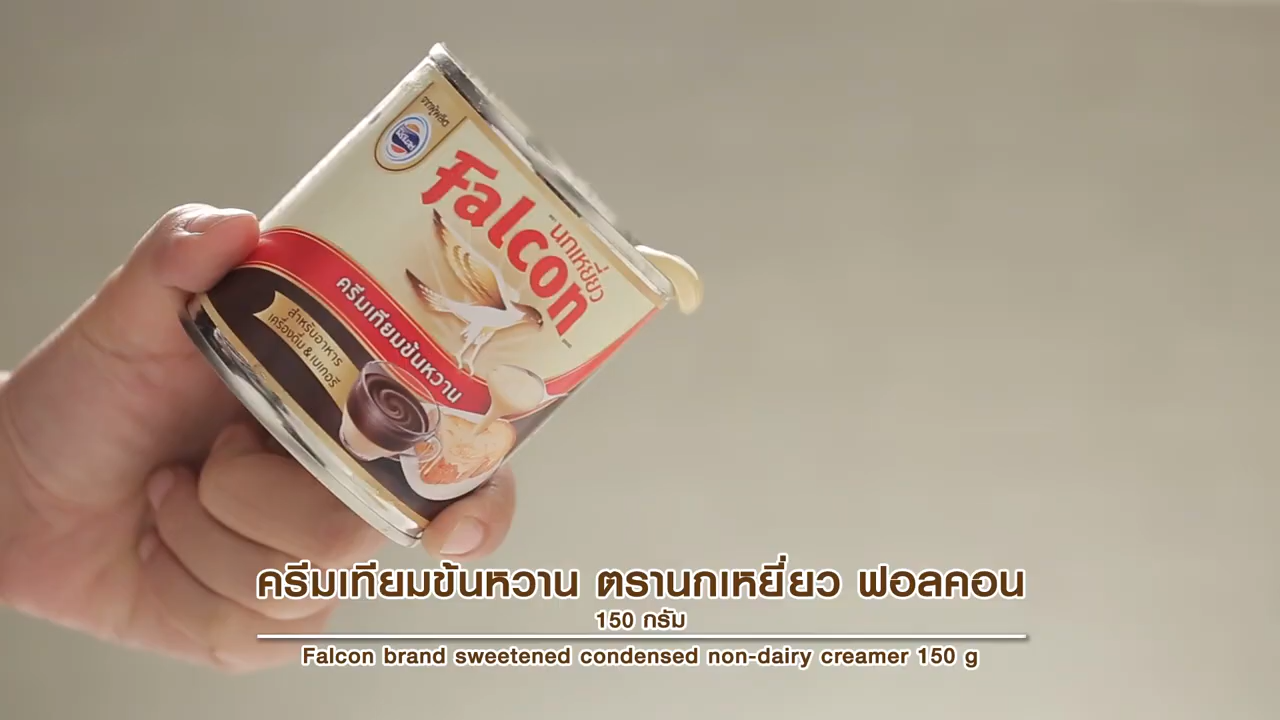 Falcon
นกเหยี่ยว
ครีมเทียมข้นหวาน
สำหรับอาหาร
เครื่องดื่ม & เบเกอรี่
ครีมเทียมข้นหวาน ตรานกเหยี่ยว ฟอลคอน
150 กรัม
Falcon brand sweetened condensed non-dairy creamer 150 g